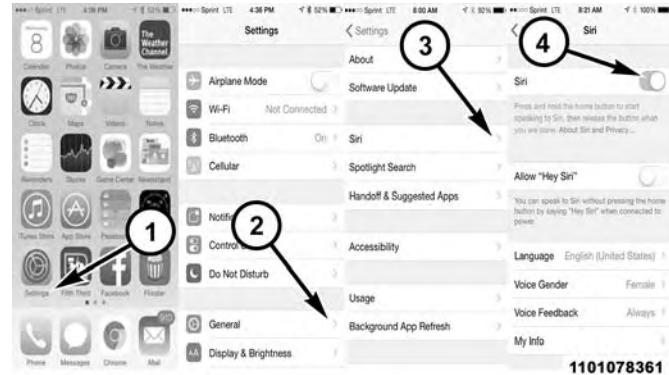 Sprint LTE 4:36 PM 52%
8
Calendar Photos Camera The Weather
The
Weather
Channel
Clock Maps Videos Notes
Reminders Stocks Game Center Newsstand
iTunes Store App Store
1
Settings Fifth Third Facebook Flixster
Phone Messages Chrome Mail
Sprint LTE 4:36 PM 52%
Settings
Airplane Mode
Wi-Fi Not Connected
Bluetooth On
Cellular
2
Do Not Disturb
General
AA Display & Brightness
Sprint LTE 8:00 AM 92%
Settings
3
About
Software Update
Siri
Spotlight Search
Handoff & Suggested Apps
Accessibility
Usage
Background App Refresh
Sprint LTE 8:21 AM 100%
Siri
4
Siri
Press and hold the home button to start
speaking to Siri, then release the button when
you are done. About Siri and Privacy...
Allow "Hey Siri"
You can speak to Siri without pressing the home
button by saying "Hey Siri" when connected to
power.
Language English (United States)
Voice Gender Female
Voice Feedback Always
My Info
1101078361